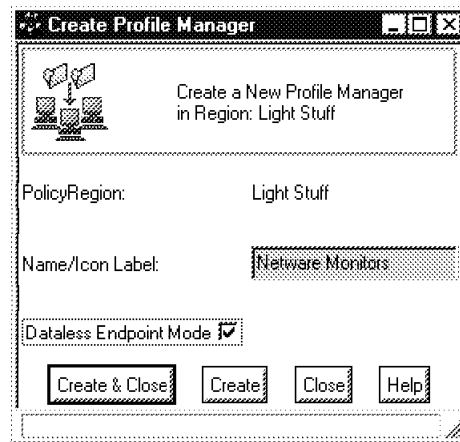 Create Profile Manager
Create a New Profile Manager
in Region: Light Stuff
PolicyRegion: Light Stuff
Name/Icon Label: Netware Monitors
Dataless Endpoint Mode
Create & Close Create Close Help